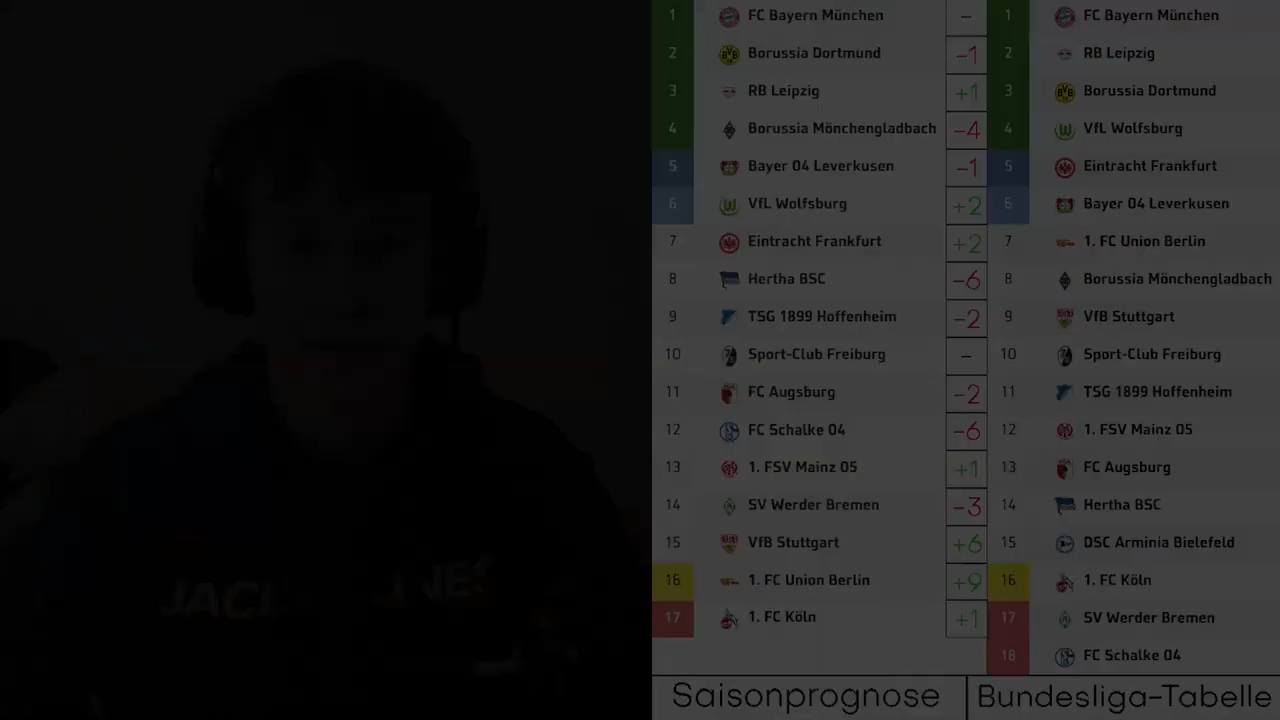 1 FC Bayern München – 1 FC Bayern München
2 Borussia Dortmund -1 2 RB Leipzig
3 RB Leipzig +1 3 Borussia Dortmund
4 Borussia Mönchengladbach -4 4 VfL Wolfsburg
5 Bayer 04 Leverkusen -1 5 Eintracht Frankfurt
6 VfL Wolfsburg +2 6 Bayer 04 Leverkusen
7 Eintracht Frankfurt +2 7 1. FC Union Berlin
8 Hertha BSC -6 8 Borussia Mönchengladbach
9 TSG 1899 Hoffenheim -2 9 VfB Stuttgart
10 Sport-Club Freiburg – 10 Sport-Club Freiburg
11 FC Augsburg -2 11 TSG 1899 Hoffenheim
12 FC Schalke 04 -6 12 1. FSV Mainz 05
13 1. FSV Mainz 05 +1 13 FC Augsburg
14 SV Werder Bremen -3 14 Hertha BSC
15 VfB Stuttgart +6 15 DSC Arminia Bielefeld
16 1. FC Union Berlin +9 16 1. FC Köln
17 1. FC Köln +1 17 SV Werder Bremen
18 FC Schalke 04
Saisonprognose Bundesliga-Tabelle